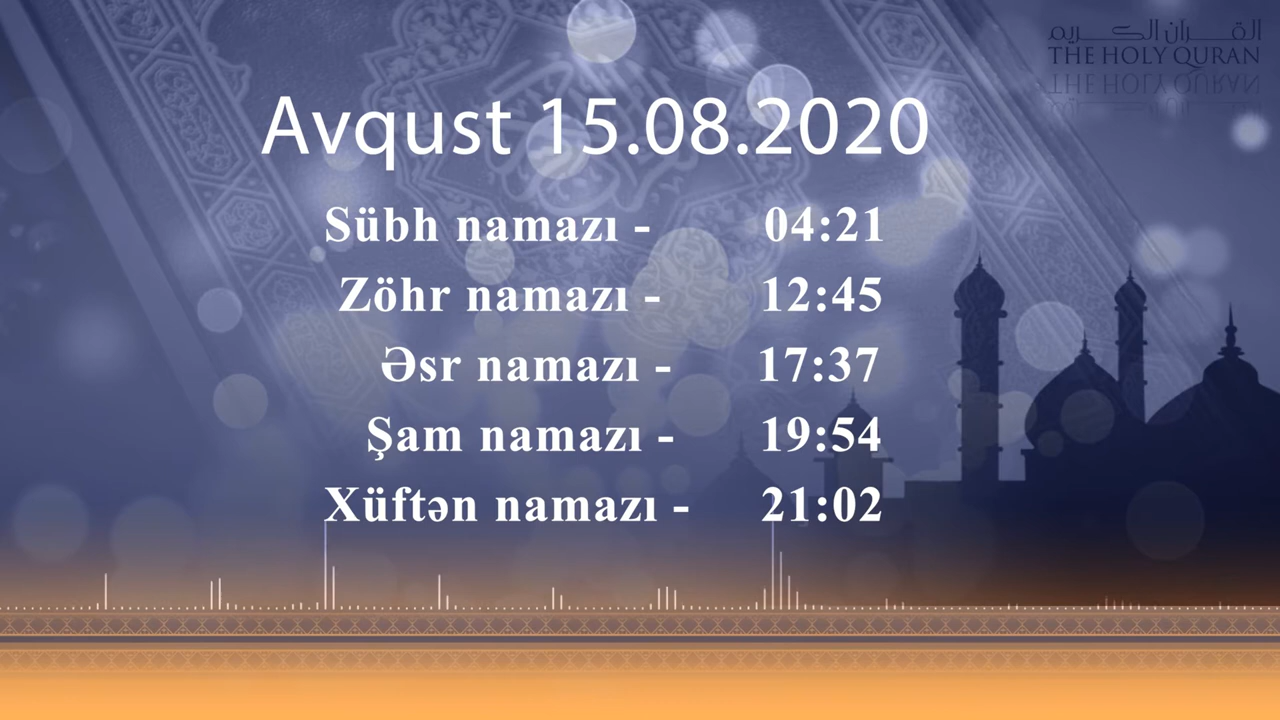 القرآن الكريم
THE HOLY QURAN
Avqust 15.08.2020
Sübh namazı - 04:21
Zöhr namazı - 12:45
Əsr namazı - 17:37
Şam namazı - 19:54
Xüftən namazı - 21:02